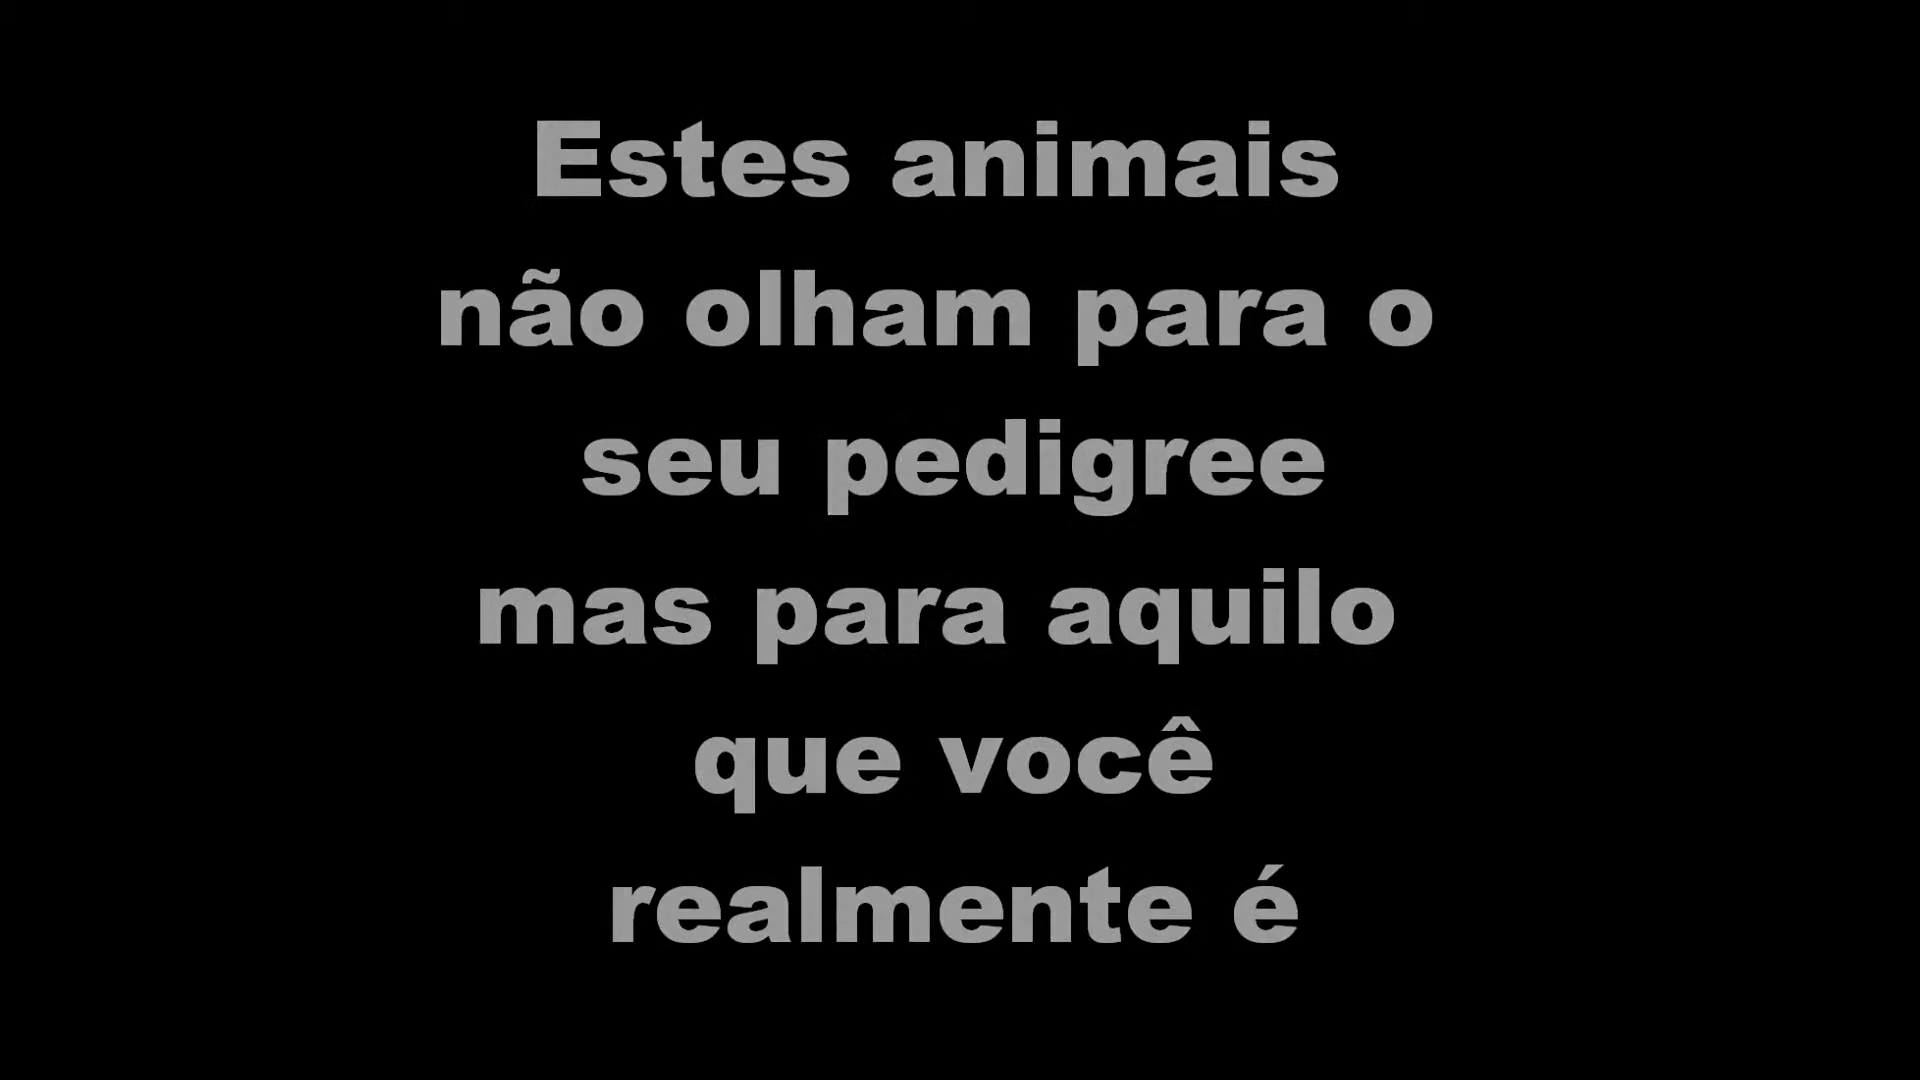 Estes animais
não olham para o
seu pedigree
mas para aquilo
que você
realmente é